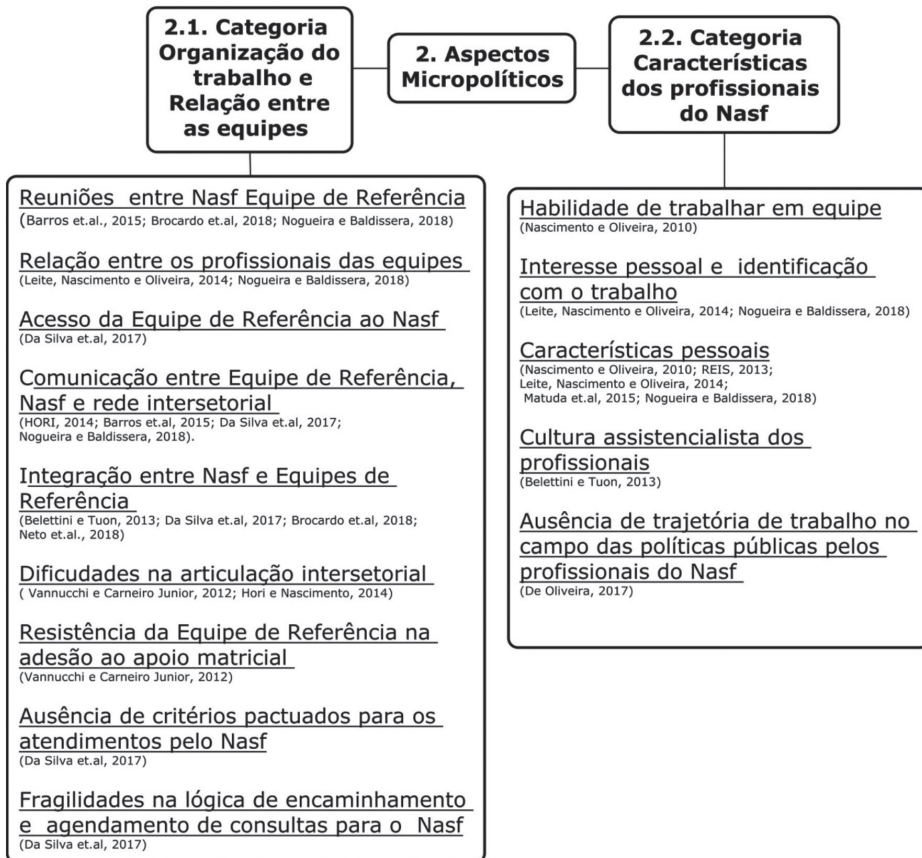 2.1. Categoria
Organização do
trabalho e
Relação entre
as equipes
2. Aspectos
Micropolíticos
2.2. Categoria
Características
dos profissionais
do Nasf
Reuniões entre Nasf Equipe de Referência
(Barros et.al., 2015; Brocardo et.al, 2018; Nogueira e Baldissera, 2018)
Relação entre os profissionais das equipes
(Leite, Nascimento e Oliveira, 2014; Nogueira e Baldissera, 2018)
Acesso da Equipe de Referência ao Nasf
(Da Silva et.al, 2017)
Comunicação entre Equipe de Referência,
Nasf e rede intersetorial
(HORI, 2014; Barros et.al, 2015; Da Silva et.al, 2017;
Nogueira e Baldissera, 2018).
Integração entre Nasf e Equipes de
Referência
(Belettini e Tuon, 2013; Da Silva et.al, 2017; Brocardo et.al, 2018;
Neto et.al., 2018)
Dificudades na articulação intersetorial
( Vannucchi e Carneiro Junior, 2012; Hori e Nascimento, 2014)
Resistência da Equipe de Referência na
adesão ao apoio matricial
(Vannucchi e Carneiro Junior, 2012)
Ausência de critérios pactuados para os
atendimentos pelo Nasf
(Da Silva et.al, 2017)
Fragilidades na lógica de encaminhamento
e agendamento de consultas para o Nasf
(Da Silva et.al, 2017)
Habilidade de trabalhar em equipe
(Nascimento e Oliveira, 2010)
Interesse pessoal e identificação
com o trabalho
(Leite, Nascimento e Oliveira, 2014; Nogueira e Baldissera, 2018)
Características pessoais
(Nascimento e Oliveira, 2010; REIS, 2013;
Leite, Nascimento e Oliveira, 2014;
Matuda et.al, 2015; Nogueira e Baldissera, 2018)
Cultura assistencialista dos
profissionais
(Belettini e Tuon, 2013)
Ausência de trajetória de trabalho no
campo das políticas públicas pelos
profissionais do Nasf
(De Oliveira, 2017)